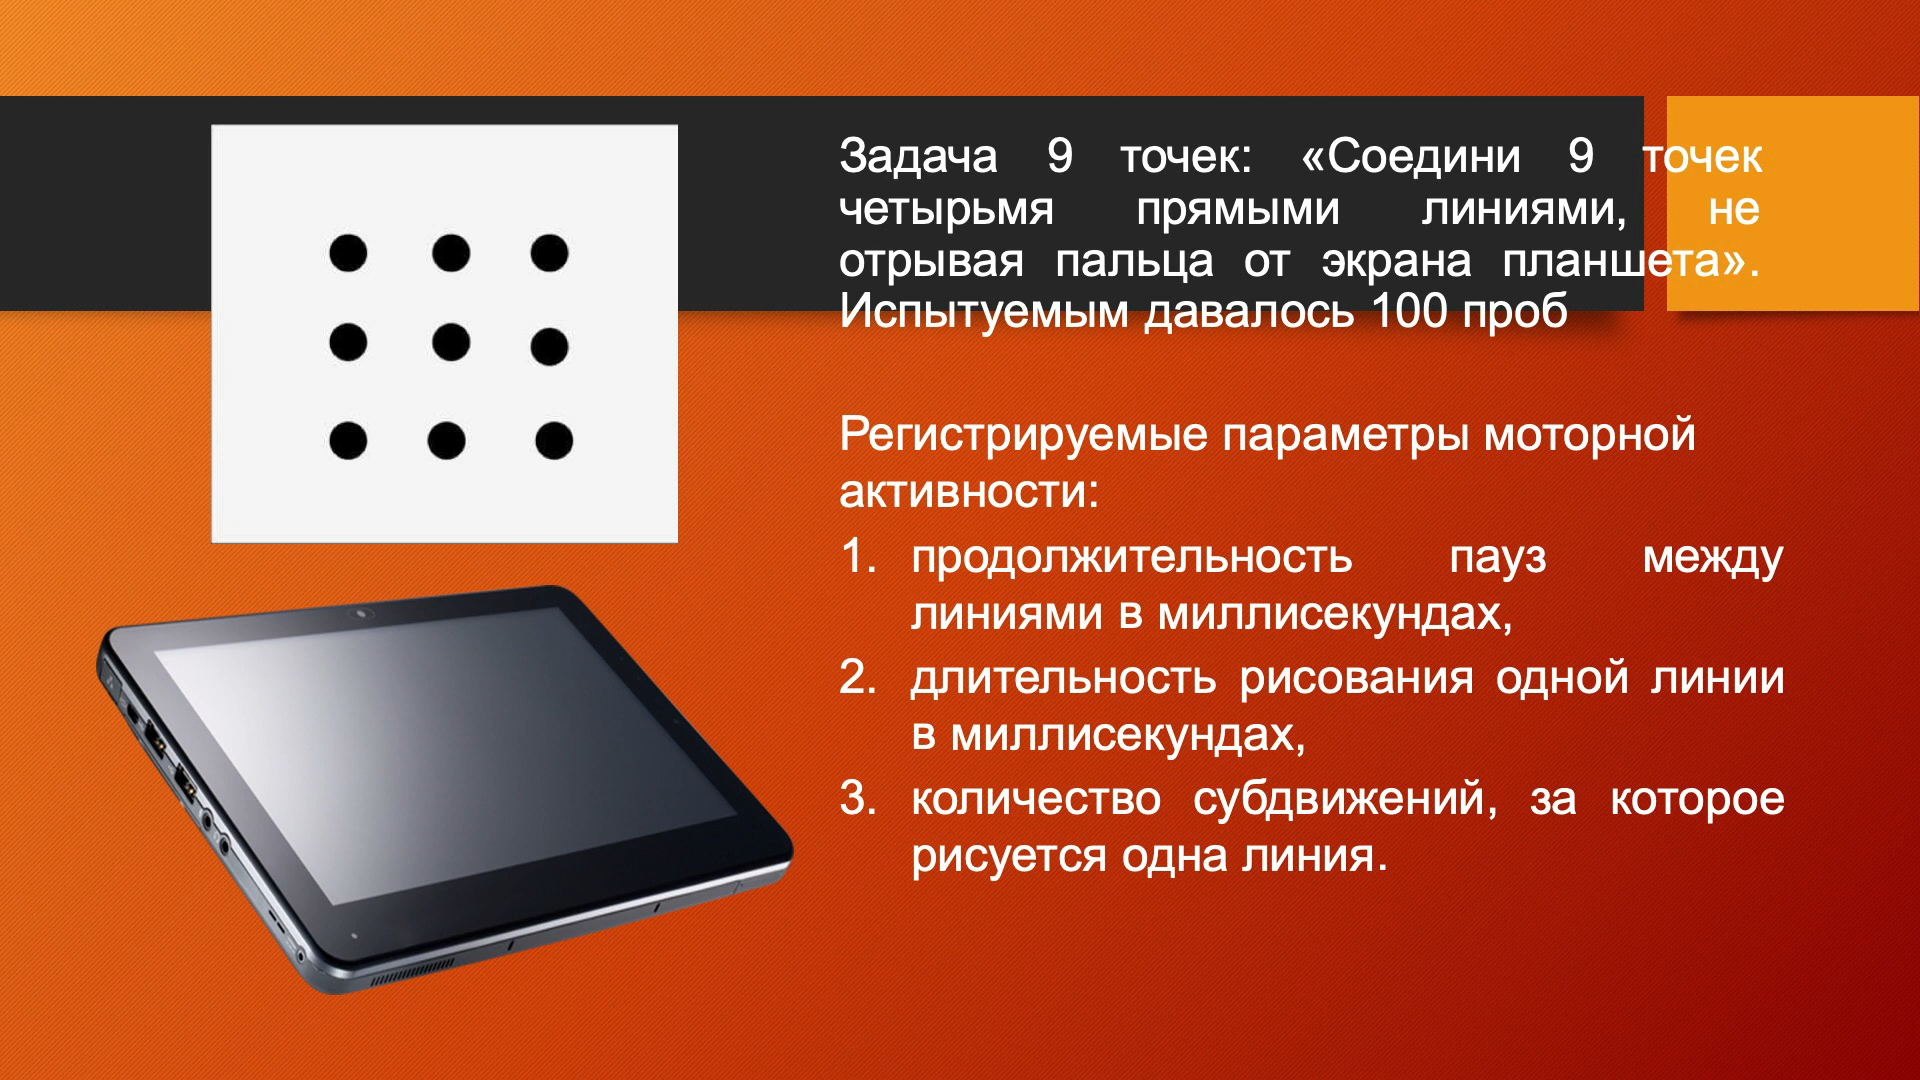 Задача 9 точек: «Соедини 9 точек
четырьмя прямыми линиями, не
отрывая пальца от экрана планшета».
Испытуемым давалось 100 проб
Регистрируемые параметры моторной
активности:
1. продолжительность пауз между
линиями в миллисекундах,
2. длительность рисования одной линии
в миллисекундах,
3. количество субдвижений, за которое
рисуется одна линия.